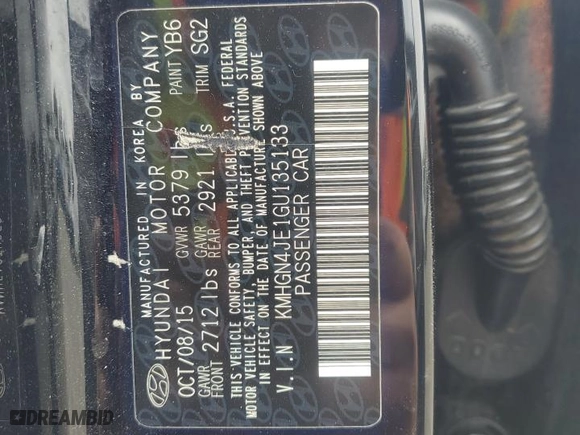 MANUFACTURED IN KOREA BY
HYUNDAI MOTOR COMPANY
OCT/08/15 GVWR 5379 lbs PAINT YB6
GAWR FRONT 2712 lbs GAWR REAR 2921 lbs TRIM SG2
THIS VEHICLE CONFORMS TO ALL APPLICABLE U.S.A. FEDERAL
MOTOR VEHICLE SAFETY, BUMPER AND THEFT PREVENTION STANDARDS
IN EFFECT ON THE DATE OF MANUFACTURE SHOWN ABOVE
V.I.N KMHGN4JE1GU135133
PASSENGER CAR
DREAMBID